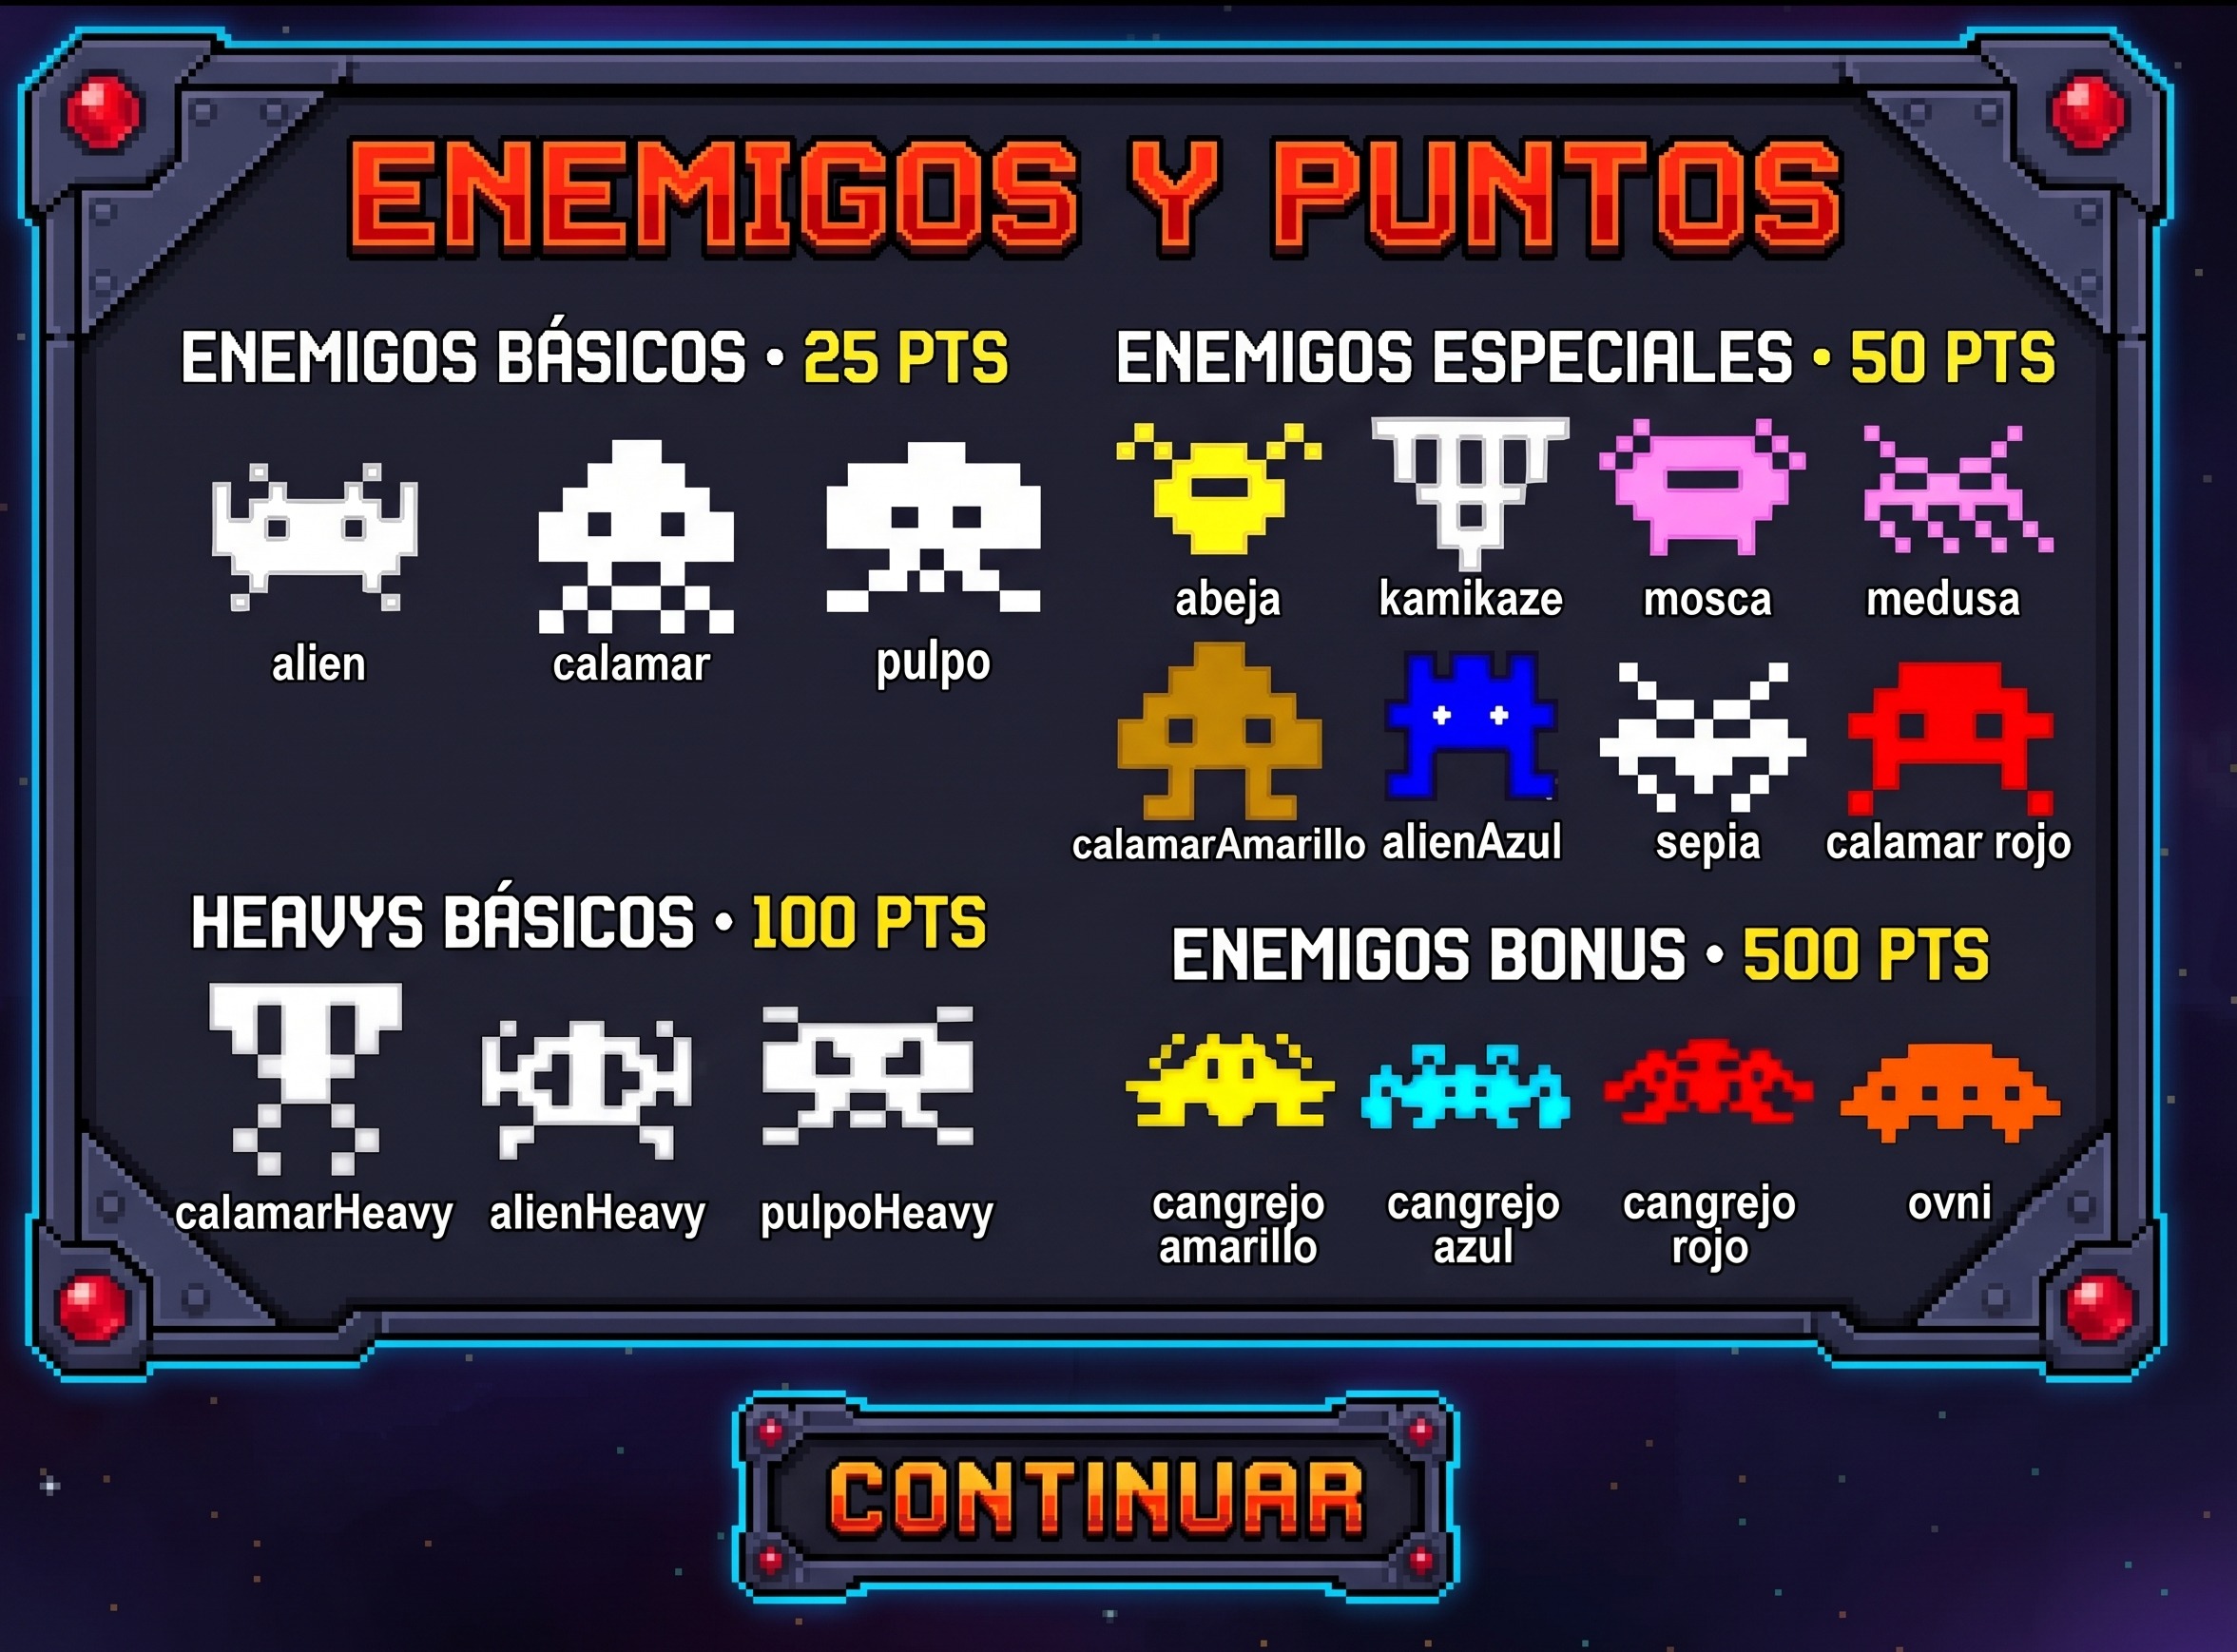 ENEMIGOS Y PUNTOS
ENEMIGOS BÁSICOS • 25 PTS
alien calamar pulpo
ENEMIGOS ESPECIALES • 50 PTS
abeja kamikaze mosca medusa
calamarAmarillo alienAzul sepia calamar rojo
HEAVYS BÁSICOS • 100 PTS
calamarHeavy alienHeavy pulpoHeavy
ENEMIGOS BONUS • 500 PTS
cangrejo amarillo
cangrejo azul
cangrejo rojo
ovni
CONTINUAR